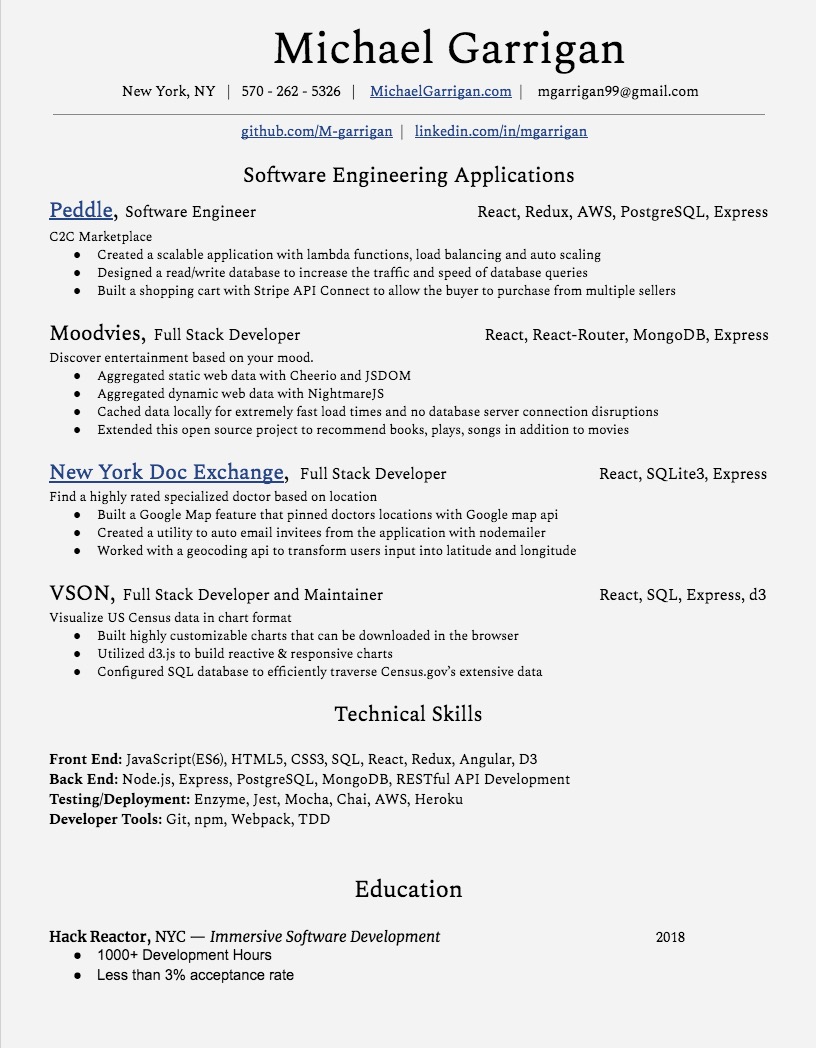 Michael Garrigan
New York, NY | 570 - 262 - 5326 | MichaelGarrigan.com | mgarrigan99@gmail.com
github.com/M-garrigan | linkedin.com/in/mgarrigan
Software Engineering Applications
Peddle, Software Engineer React, Redux, AWS, PostgreSQL, Express
C2C Marketplace
● Created a scalable application with lambda functions, load balancing and auto scaling
● Designed a read/write database to increase the traffic and speed of database queries
● Built a shopping cart with Stripe API Connect to allow the buyer to purchase from multiple sellers
Moodvies, Full Stack Developer React, React-Router, MongoDB, Express
Discover entertainment based on your mood.
● Aggregated static web data with Cheerio and JSDOM
● Aggregated dynamic web data with NightmareJS
● Cached data locally for extremely fast load times and no database server connection disruptions
● Extended this open source project to recommend books, plays, songs in addition to movies
New York Doc Exchange, Full Stack Developer React, SQLite3, Express
Find a highly rated specialized doctor based on location
● Built a Google Map feature that pinned doctors locations with Google map api
● Created a utility to auto email invitees from the application with nodemailer
● Worked with a geocoding api to transform users input into latitude and longitude
VSON, Full Stack Developer and Maintainer React, SQL, Express, d3
Visualize US Census data in chart format
● Built highly customizable charts that can be downloaded in the browser
● Utilized d3.js to build reactive & responsive charts
● Configured SQL database to efficiently traverse Census.gov's extensive data
Technical Skills
Front End: JavaScript(ES6), HTML5, CSS3, SQL, React, Redux, Angular, D3
Back End: Node.js, Express, PostgreSQL, MongoDB, RESTful API Development
Testing/Deployment: Enzyme, Jest, Mocha, Chai, AWS, Heroku
Developer Tools: Git, npm, Webpack, TDD
Education
Hack Reactor, NYC — Immersive Software Development 2018
● 1000+ Development Hours
● Less than 3% acceptance rate